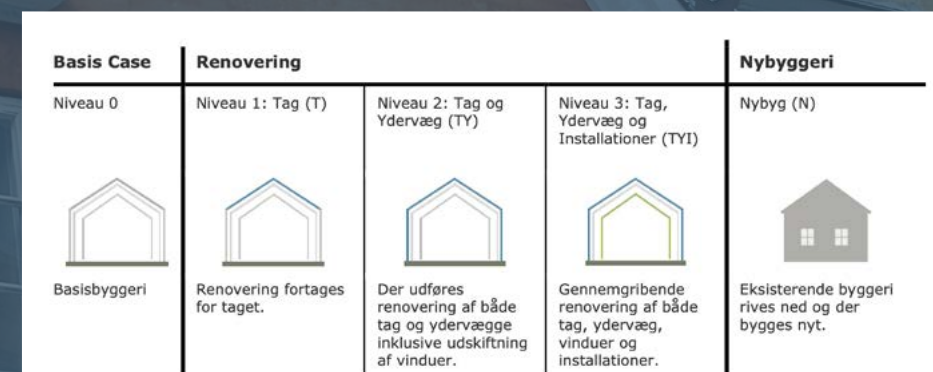 Basis Case
Renovering
Nybyggeri
Niveau 0
Niveau 1: Tag (T)
Niveau 2: Tag og
Ydervæg (TY)
Niveau 3: Tag,
Ydervæg og
Installationer (TYI)
Nybyg (N)
Basisbyggeri
Renovering fortages
for taget.
Der udføres
renovering af både
tag og ydervægge
inklusive udskiftning
af vinduer.
Gennemgribende
renovering af både
tag, ydervæg,
vinduer og
installationer.
Eksisterende byggeri
rives ned og der
bygges nyt.